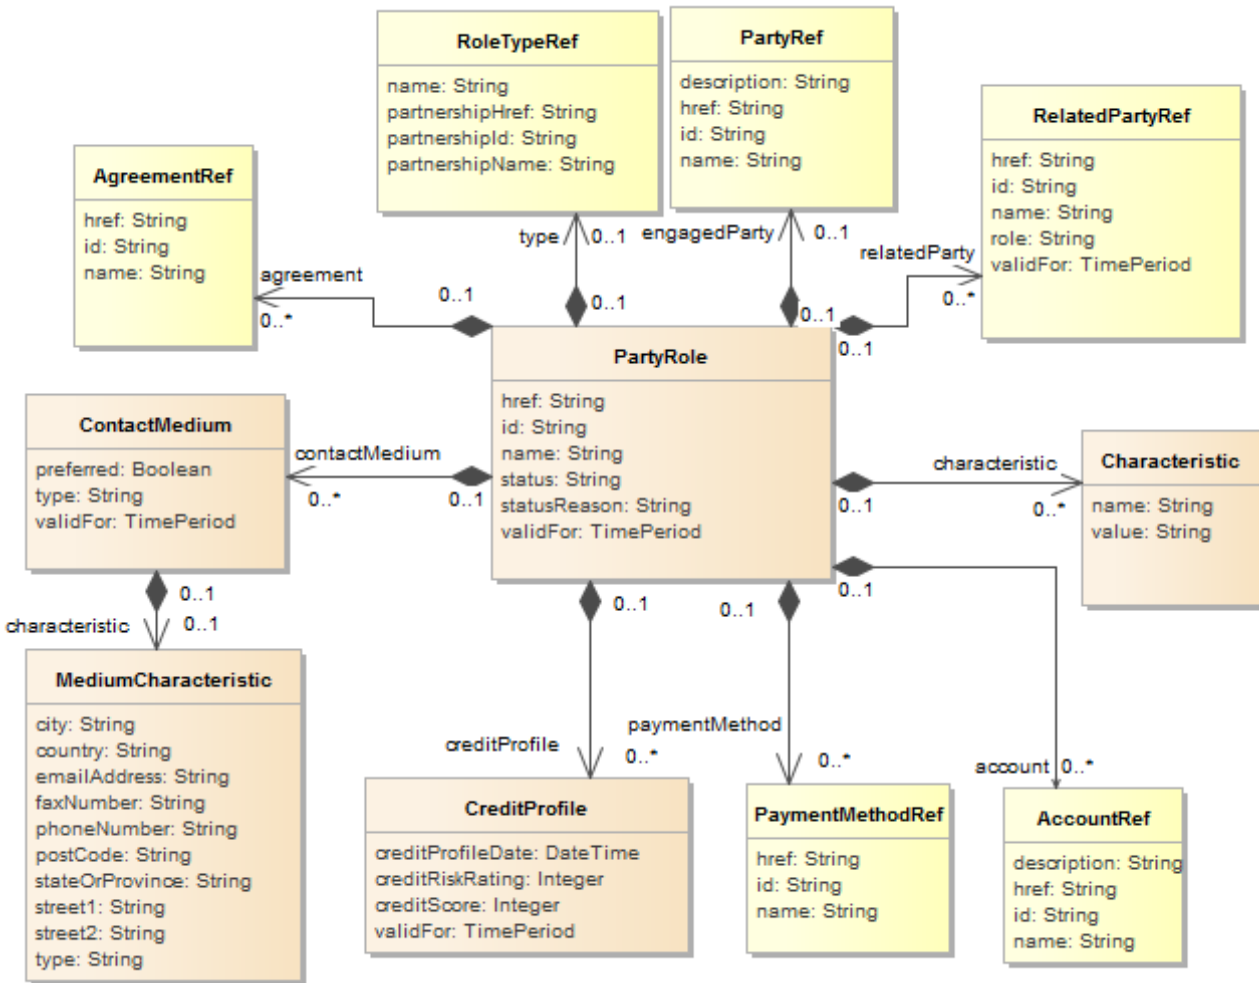 RoleTypeRef
name: String
partnershipHref: String
partnershipId: String
partnershipName: String
PartyRef
description: String
href: String
id: String
name: String
RelatedPartyRef
href: String
id: String
name: String
role: String
validFor: TimePeriod
AgreementRef
href: String
id: String
name: String
type
0..1
0..1
engagedParty
0..1
0..1
relatedParty
0..*
0..1
agreement
0..1
0..*
PartyRole
href: String
id: String
name: String
status: String
statusReason: String
validFor: TimePeriod
ContactMedium
preferred: Boolean
type: String
validFor: TimePeriod
contactMedium
0..*
0..1
characteristic
0..1
0..*
Characteristic
name: String
value: String
0..1
characteristic
0..1
MediumCharacteristic
city: String
country: String
emailAddress: String
faxNumber: String
phoneNumber: String
postCode: String
stateOrProvince: String
street1: String
street2: String
type: String
0..1
creditProfile
0..*
CreditProfile
creditProfileDate: DateTime
creditRiskRating: Integer
creditScore: Integer
validFor: TimePeriod
0..1
paymentMethod
0..*
PaymentMethodRef
href: String
id: String
name: String
0..1
account
0..*
AccountRef
description: String
href: String
id: String
name: String